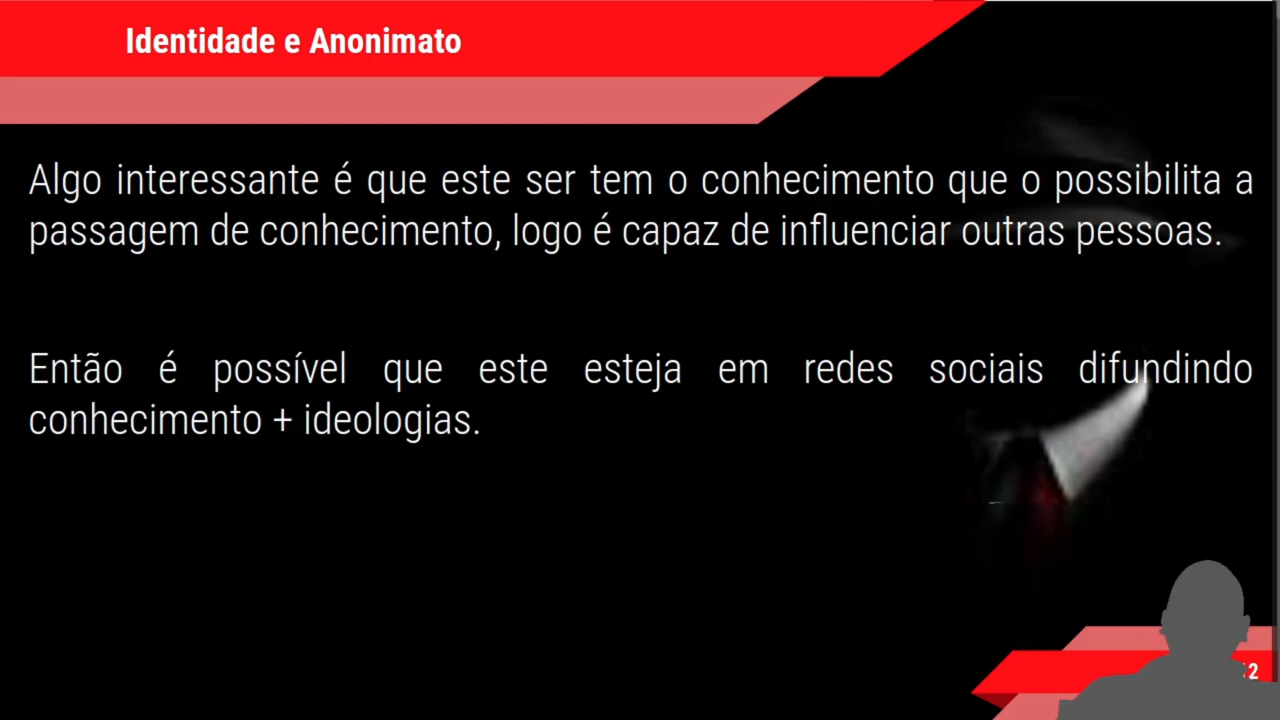 Identidade e Anonimato
Algo interessante é que este ser tem o conhecimento que o possibilita a
passagem de conhecimento, logo é capaz de influenciar outras pessoas.
Então é possível que este esteja em redes sociais difundindo
conhecimento + ideologias.